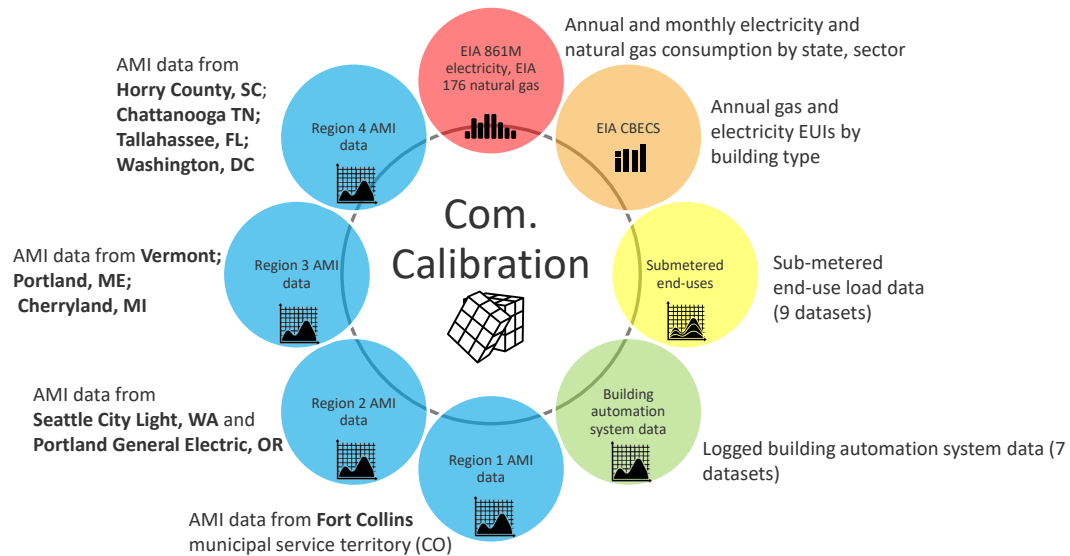 EIA 861M
electricity, EIA
176 natural gas
Annual and monthly electricity and
natural gas consumption by state, sector
EIA CBECS
Annual gas and
electricity EUIs by
building type
Submetered
end-uses
Sub-metered
end-use load data
(9 datasets)
Building
automation
system data
Logged building automation system data (7
datasets)
Region 1 AMI
data
AMI data from Fort Collins
municipal service territory (CO)
Region 2 AMI
data
AMI data from
Seattle City Light, WA and
Portland General Electric, OR
Region 3 AMI
data
AMI data from Vermont;
Portland, ME;
Cherryland, MI
Region 4 AMI
data
AMI data from
Horry County, SC;
Chattanooga TN;
Tallahassee, FL;
Washington, DC
Com.
Calibration